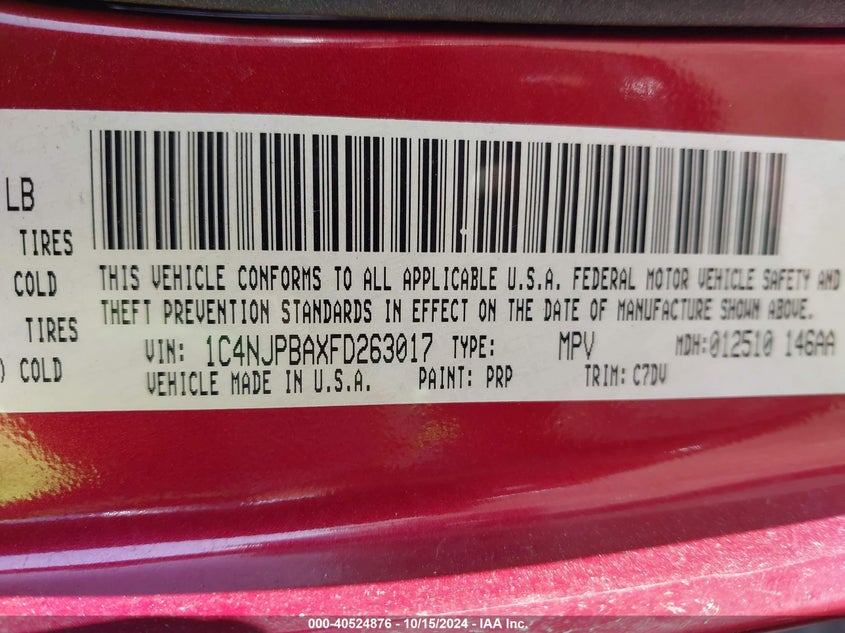 LB
TIRES
COLD THIS VEHICLE CONFORMS TO ALL APPLICABLE U.S.A. FEDERAL MOTOR VEHICLE SAFETY AND
THEFT PREVENTION STANDARDS IN EFFECT ON THE DATE OF MANUFACTURE SHOWN ABOVE.
TIRES VIN: 1C4NJPBAXFD263017 TYPE: MPV MDH:012510 146AA
) COLD VEHICLE MADE IN U.S.A. PAINT: PRP TRIM: C7DV
000-40524876 - 10/15/2024 - IAA Inc.